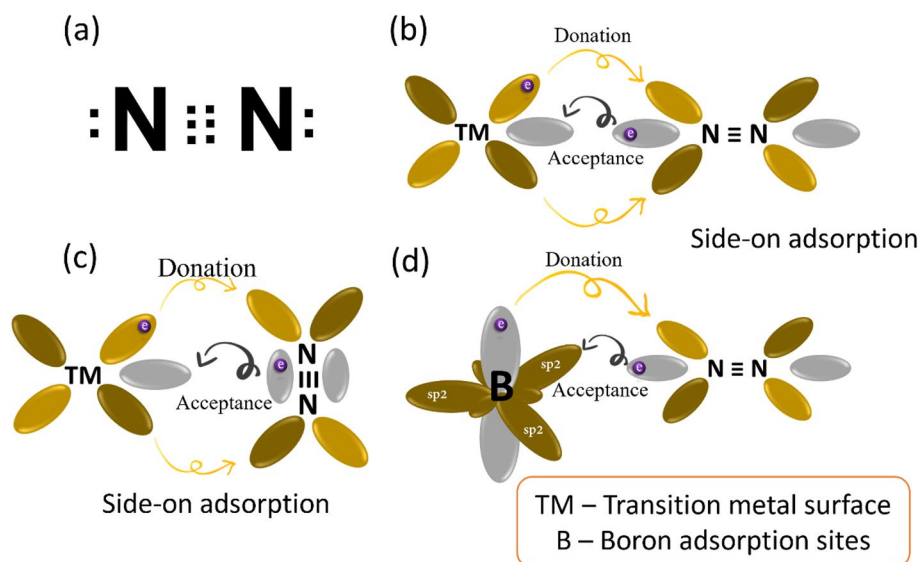 (a)
:N⋮⋮⋮N:
(b)
Donation
e
TM
e
N ≡ N
Acceptance
Side-on adsorption
(c)
Donation
e
TM
e
N
≡
N
Acceptance
Side-on adsorption
(d)
Donation
e
B
sp2
sp2
sp2
e
N ≡ N
Acceptance
TM – Transition metal surface
B – Boron adsorption sites